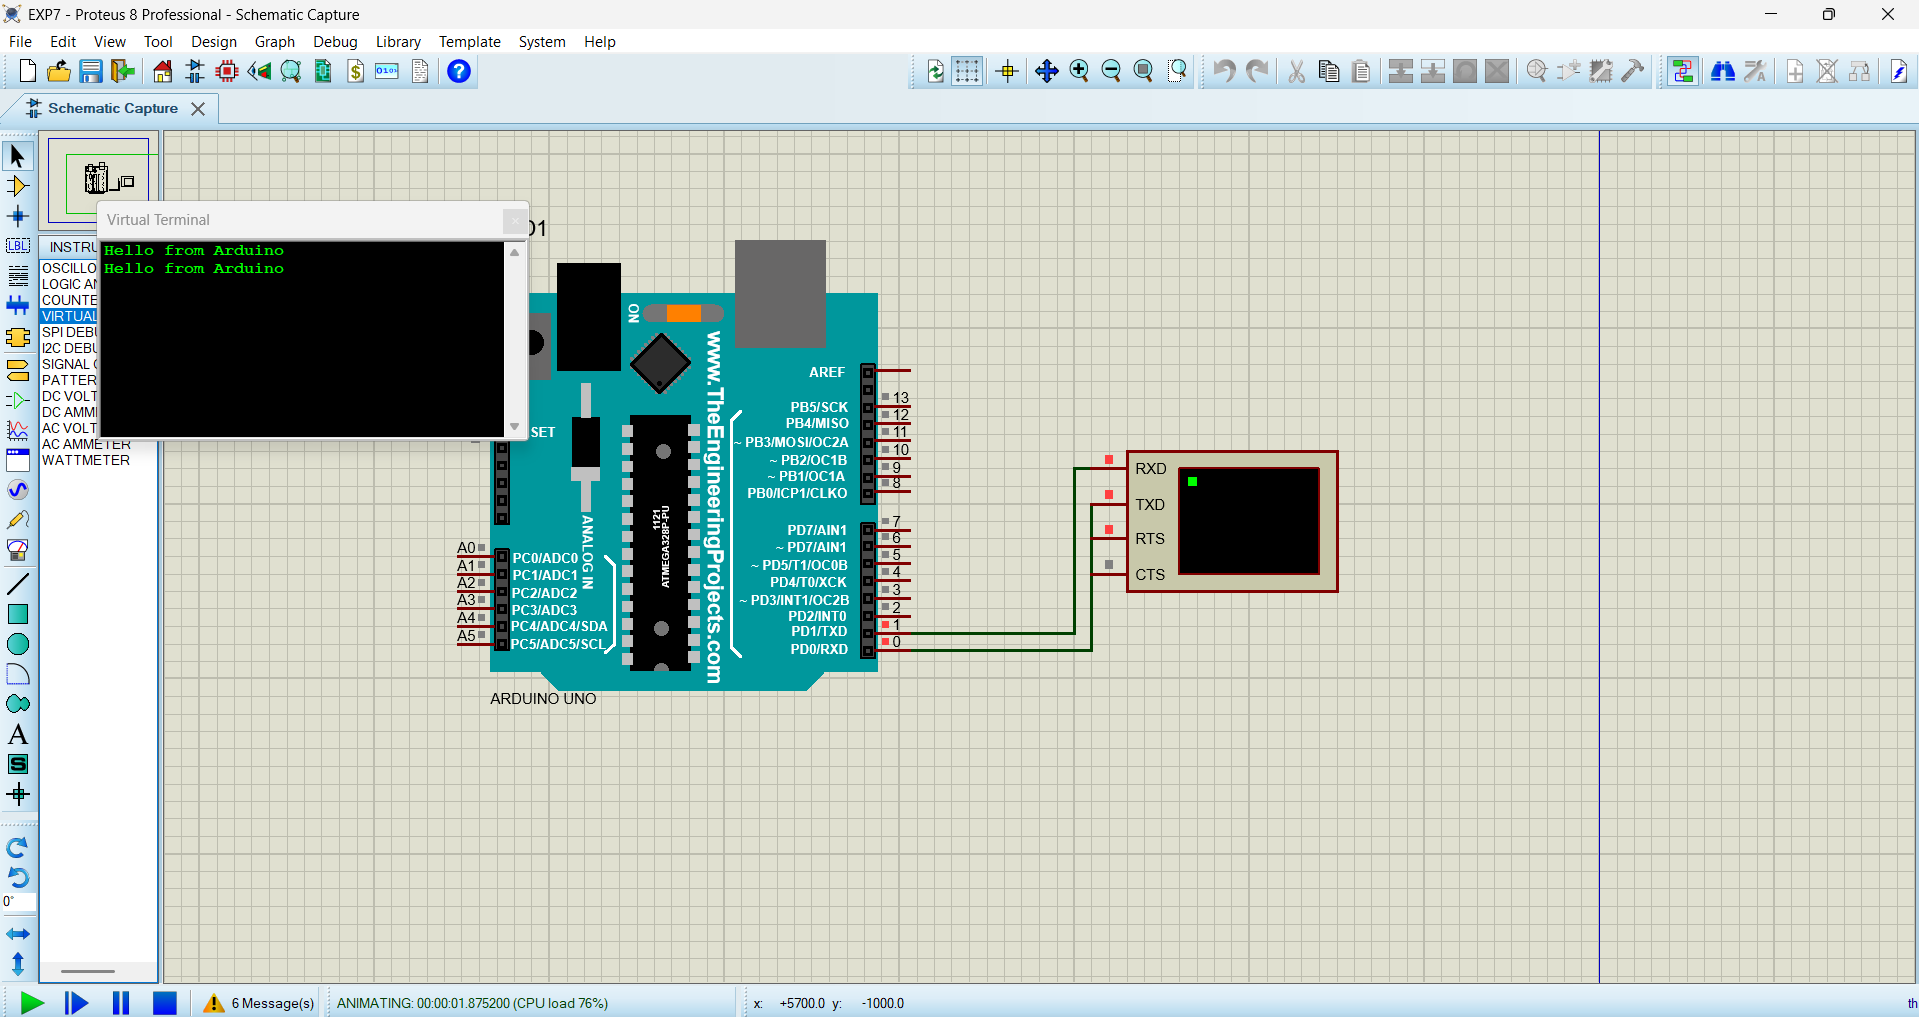 EXP7 - Proteus 8 Professional - Schematic Capture
File Edit View Tool Design Graph Debug Library Template System Help
Schematic Capture
Virtual Terminal
Hello from Arduino
Hello from Arduino
INSTRU
OSCILLO
LOGIC AN
COUNTE
VIRTUAL
SPI DEBU
I2C DEBU
SIGNAL
PATTER
DC VOLT
DC AMM
AC VOLT
AC AMMETER
WATTMETER
LBL
A
S
0°
ON
SET
www.TheEngineeringProjects.com
ANALOG IN
1121
ATMEGA328P-PU
AREF
PB5/SCK 13
PB4/MISO 12
~ PB3/MOSI/OC2A 11
~ PB2/OC1B 10
~ PB1/OC1A 9
PB0/ICP1/CLKO 8
PD7/AIN1 7
~ PD7/AIN1 6
~ PD5/T1/OC0B 5
PD4/T0/XCK 4
~ PD3/INT1/OC2B 3
PD2/INT0 2
PD1/TXD 1
PD0/RXD 0
A0 PC0/ADC0
A1 PC1/ADC1
A2 PC2/ADC2
A3 PC3/ADC3
A4 PC4/ADC4/SDA
A5 PC5/ADC5/SCL
ARDUINO UNO
RXD
TXD
RTS
CTS
6 Message(s) ANIMATING: 00:00:01.875200 (CPU load 76%) x: +5700.0 y: -1000.0 th